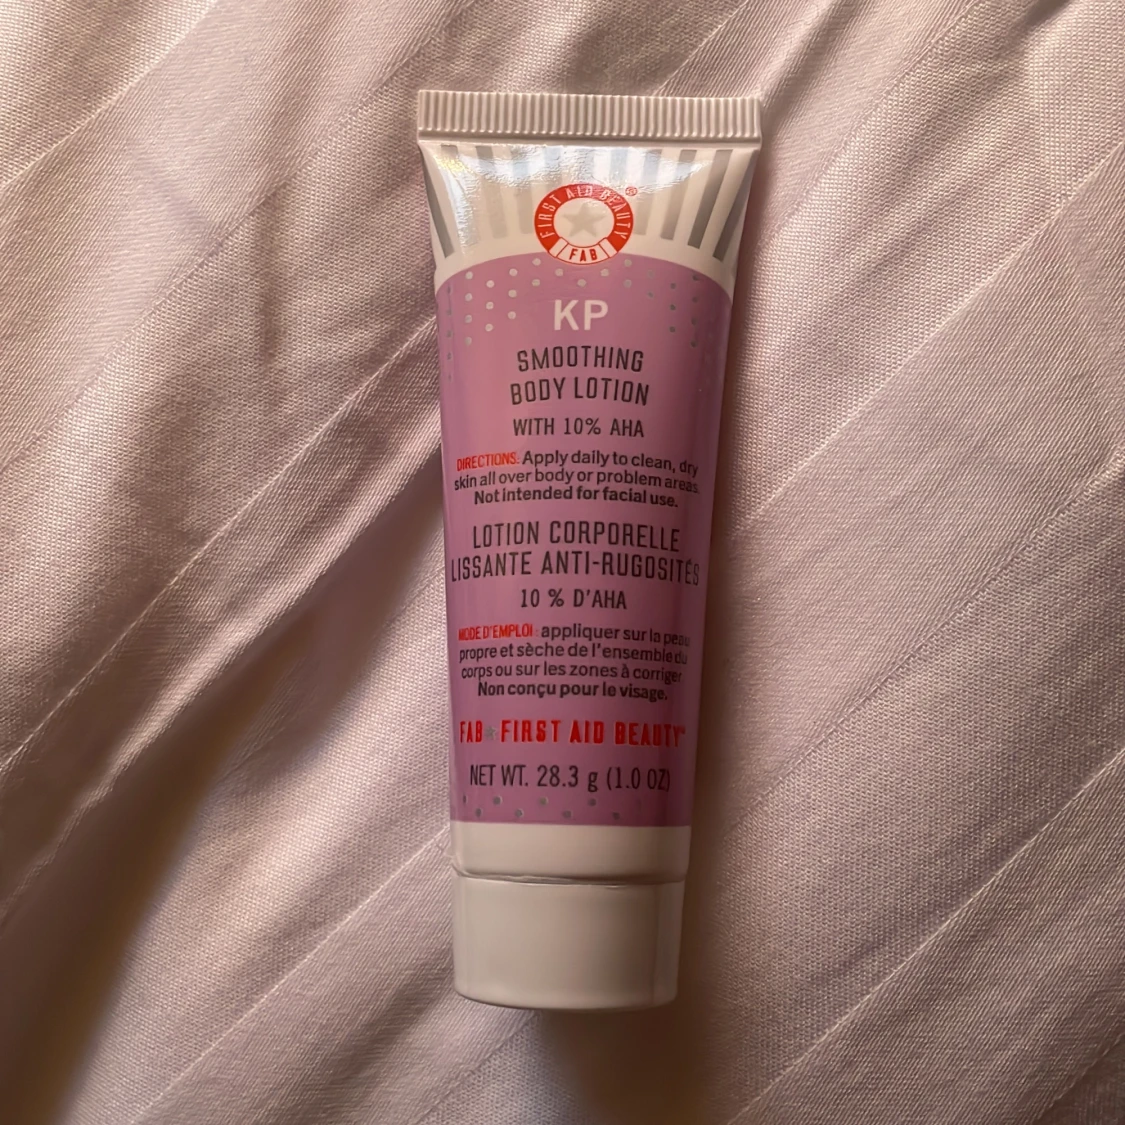 FIRST AID BEAUTY®
FAB
KP
SMOOTHING
BODY LOTION
WITH 10% AHA
DIRECTIONS: Apply daily to clean, dry
skin all over body or problem areas.
Not intended for facial use.
LOTION CORPORELLE
LISSANTE ANTI-RUGOSITÉS
10 % D'AHA
MODE D'EMPLOI : appliquer sur la peau
propre et sèche de l'ensemble du
corps ou sur les zones à corriger.
Non conçu pour le visage.
FAB FIRST AID BEAUTY™
NET WT. 28.3 g (1.0 OZ)